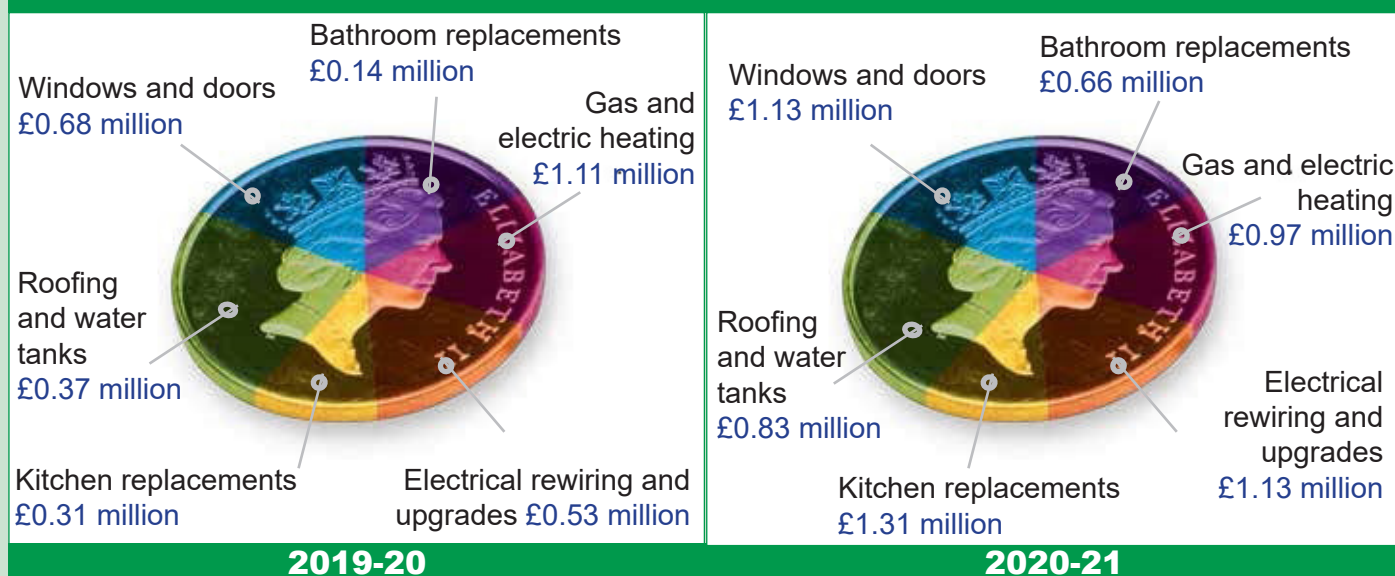 Bathroom replacements
£0.14 million
Windows and doors
£0.68 million
Gas and
electric heating
£1.11 million
Roofing
and water
tanks
£0.37 million
Kitchen replacements
£0.31 million
Electrical rewiring and
upgrades £0.53 million
ELIZABETH II
2019-20
Bathroom replacements
£0.66 million
Windows and doors
£1.13 million
Gas and electric
heating
£0.97 million
Roofing
and water
tanks
£0.83 million
Electrical
rewiring and
upgrades
£1.13 million
Kitchen replacements
£1.31 million
ELIZABETH II
2020-21